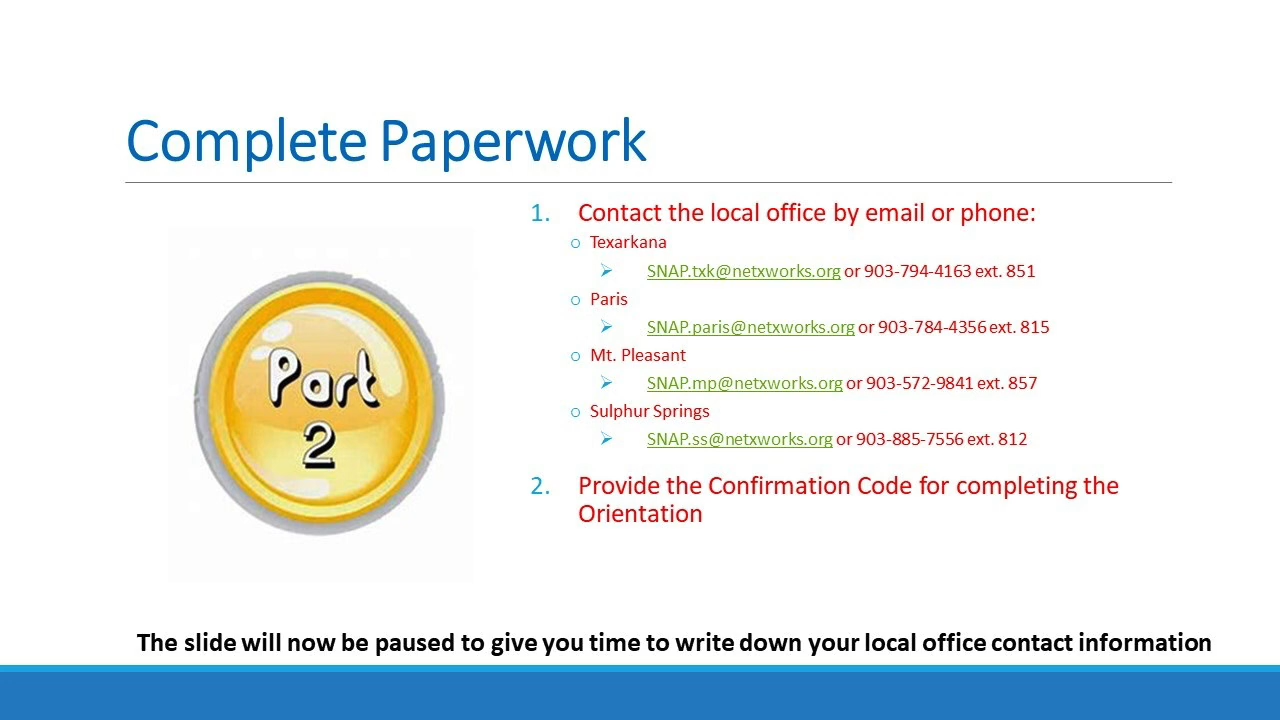 Complete Paperwork
Part
2
1. Contact the local office by email or phone:
o Texarkana
➢ SNAP.txk@netxworks.org or 903-794-4163 ext. 851
o Paris
➢ SNAP.paris@netxworks.org or 903-784-4356 ext. 815
o Mt. Pleasant
➢ SNAP.mp@netxworks.org or 903-572-9841 ext. 857
o Sulphur Springs
➢ SNAP.ss@netxworks.org or 903-885-7556 ext. 812
2. Provide the Confirmation Code for completing the
Orientation
The slide will now be paused to give you time to write down your local office contact information